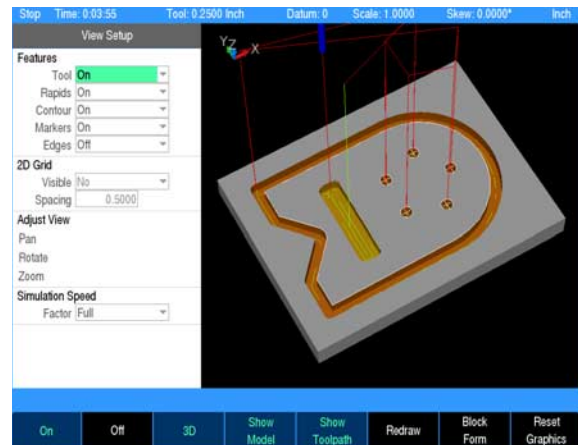 Stop Time: 0:03:55 Tool: 0.2500 Inch Datum: 0 Scale: 1.0000 Skew: 0.0000° Inch
View Setup
Features
Tool On
Rapids On
Contour On
Markers On
Edges Off
2D Grid
Visible No
Spacing 0.5000
Adjust View
Pan
Rotate
Zoom
Simulation Speed
Factor Full
Y Z X
On Off 3D Show Model Show Toolpath Redraw Block Form Reset Graphics